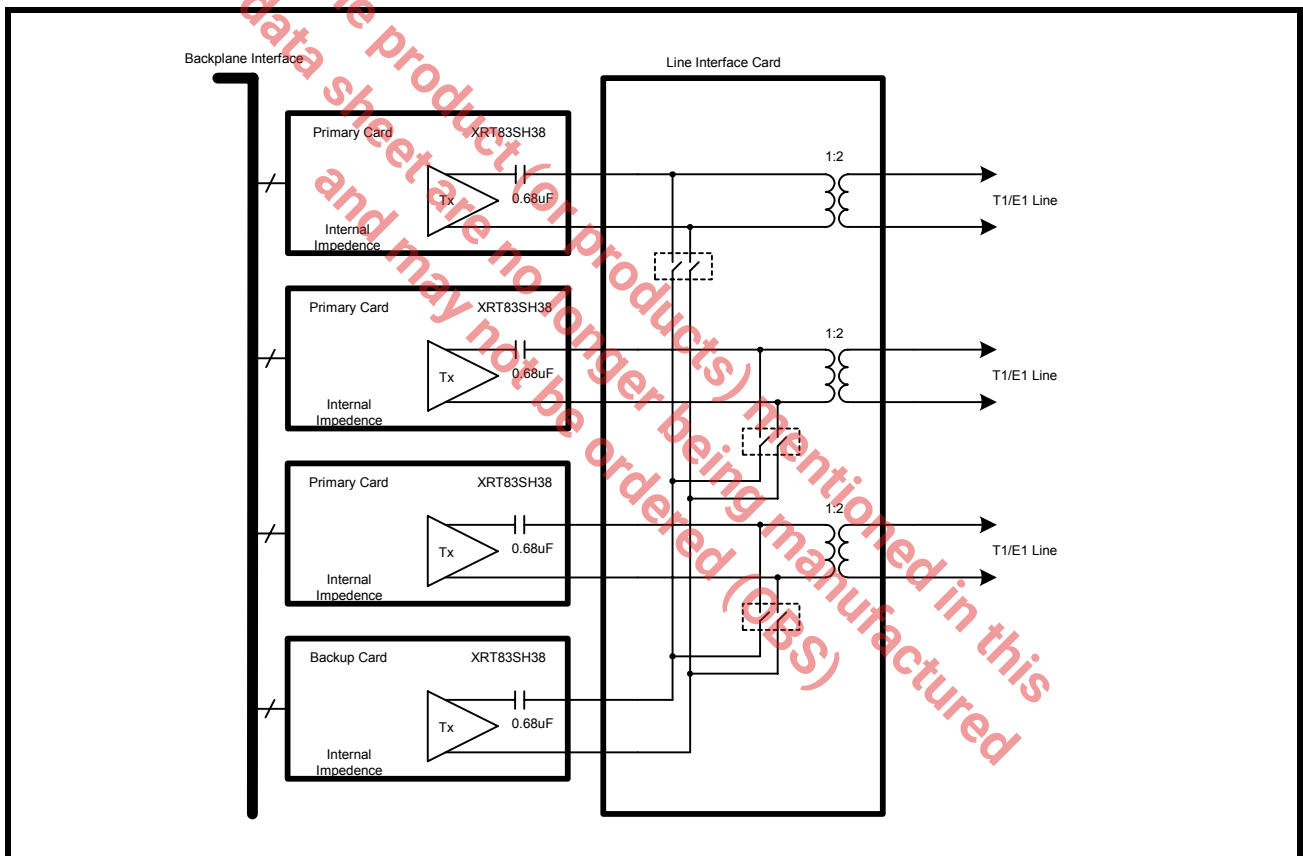 Backplane Interface
Line Interface Card
Primary Card
XRT83SH38
Tx
0.68uF
Internal
Impedence
1:2
T1/E1 Line
Primary Card
XRT83SH38
Tx
0.68uF
Internal
Impedence
1:2
T1/E1 Line
Primary Card
XRT83SH38
Tx
0.68uF
Internal
Impedence
1:2
T1/E1 Line
Backup Card
XRT83SH38
Tx
0.68uF
Internal
Impedence
product (or products) mentioned in this
data sheet are no longer being manufactured
and may not be ordered (OBS)